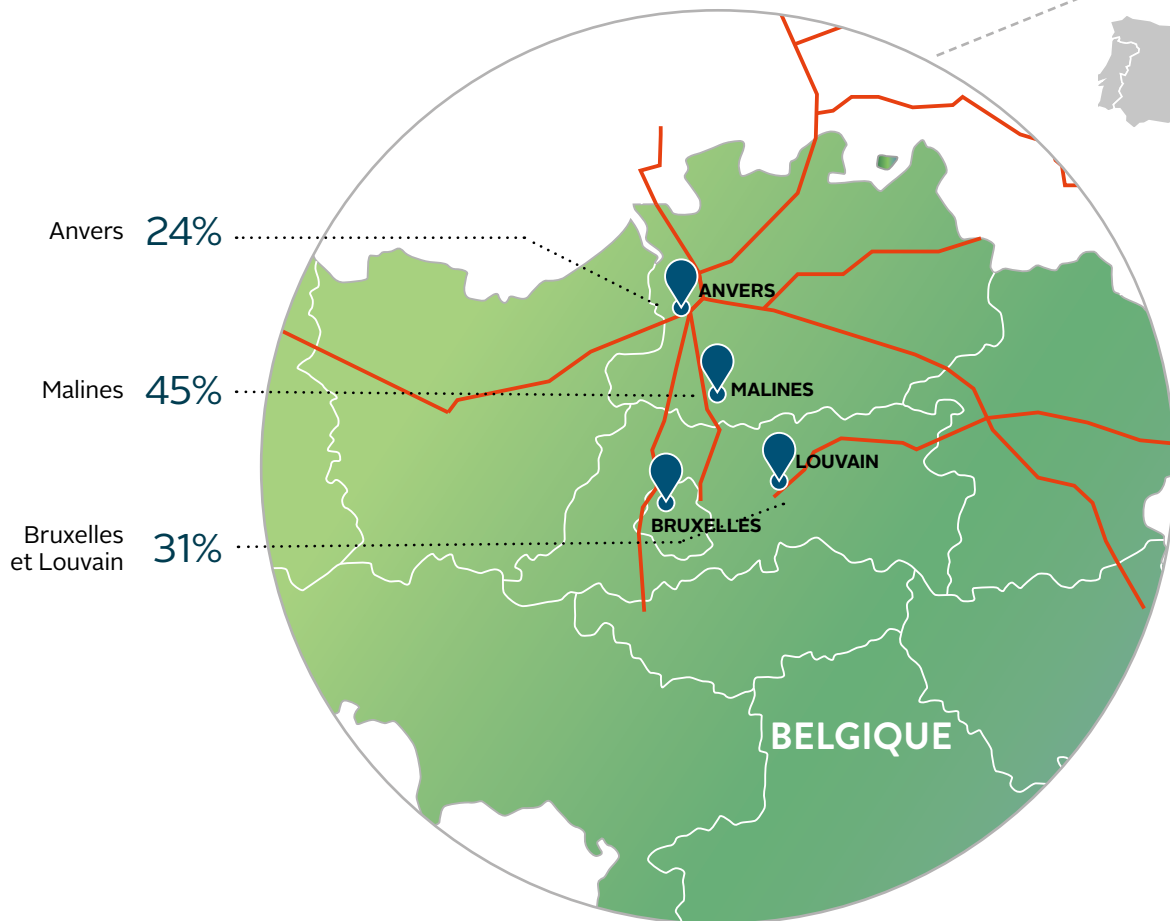 Anvers 24%
ANVERS
Malines 45%
MALINES
LOUVAIN
BRUXELLES
Bruxelles
et Louvain 31%
BELGIQUE